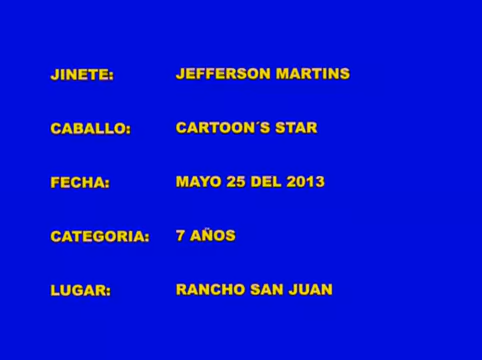 JINETE: JEFFERSON MARTINS
CABALLO: CARTOON´S STAR
FECHA: MAYO 25 DEL 2013
CATEGORIA: 7 AÑOS
LUGAR: RANCHO SAN JUAN